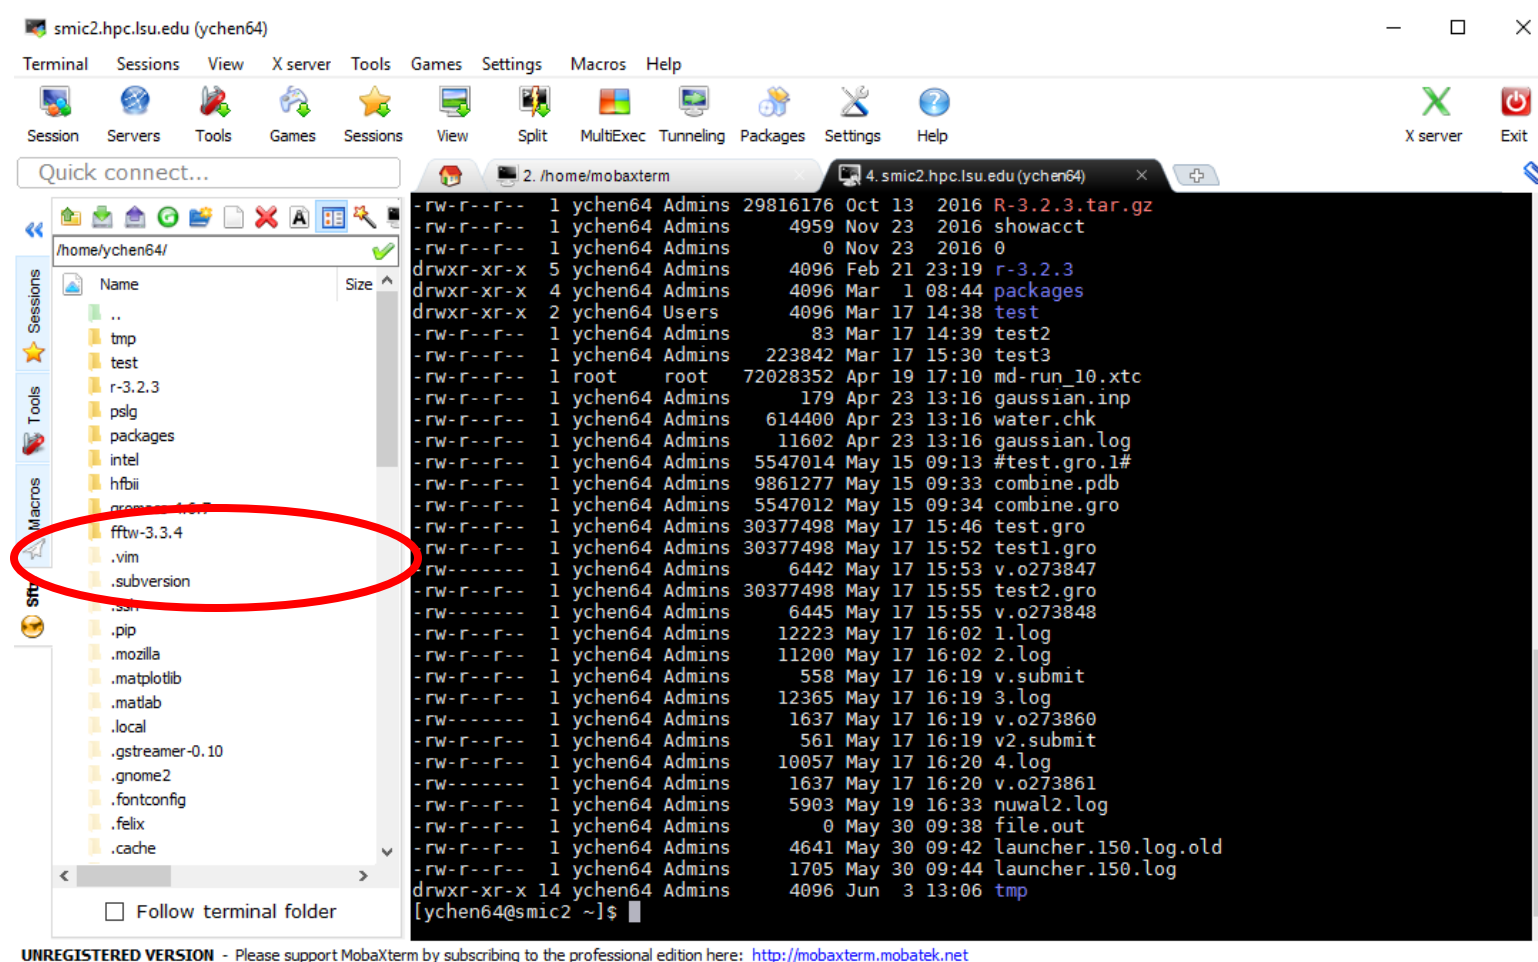 smic2.hpc.lsu.edu (ychen64)
Terminal Sessions View X server Tools Games Settings Macros Help
Session Servers Tools Games Sessions View Split MultiExec Tunneling Packages Settings Help X server Exit
Quick connect...
2. /home/mobaxterm
4. smic2.hpc.lsu.edu (ychen64)
/home/ychen64/
Name Size
..
tmp
test
r-3.2.3
pslg
packages
intel
hfbii
fftw-3.3.4
.vim
.subversion
.ssh
.pip
.mozilla
.matplotlib
.matlab
.local
.gstreamer-0.10
.gnome2
.fontconfig
.felix
.cache
Follow terminal folder
Sessions
Tools
Macros
-rw-r--r-- 1 ychen64 Admins 29816176 Oct 13 2016 R-3.2.3.tar.gz
-rw-r--r-- 1 ychen64 Admins 4959 Nov 23 2016 showacct
-rw-r--r-- 1 ychen64 Admins 0 Nov 23 2016 0
drwxr-xr-x 5 ychen64 Admins 4096 Feb 21 23:19 r-3.2.3
drwxr-xr-x 4 ychen64 Admins 4096 Mar 1 08:44 packages
drwxr-xr-x 2 ychen64 Users 4096 Mar 17 14:38 test
-rw-r--r-- 1 ychen64 Admins 83 Mar 17 14:39 test2
-rw-r--r-- 1 ychen64 Admins 223842 Mar 17 15:30 test3
-rw-r--r-- 1 root root 72028352 Apr 19 17:10 md-run_10.xtc
-rw-r--r-- 1 ychen64 Admins 179 Apr 23 13:16 gaussian.inp
-rw-r--r-- 1 ychen64 Admins 614400 Apr 23 13:16 water.chk
-rw-r--r-- 1 ychen64 Admins 11602 Apr 23 13:16 gaussian.log
-rw-r--r-- 1 ychen64 Admins 5547014 May 15 09:13 #test.gro.1#
-rw-r--r-- 1 ychen64 Admins 9861277 May 15 09:33 combine.pdb
-rw-r--r-- 1 ychen64 Admins 5547012 May 15 09:34 combine.gro
-rw-r--r-- 1 ychen64 Admins 30377498 May 17 15:46 test.gro
-rw-r--r-- 1 ychen64 Admins 30377498 May 17 15:52 test1.gro
-rw------- 1 ychen64 Admins 6442 May 17 15:53 v.o273847
-rw-r--r-- 1 ychen64 Admins 30377498 May 17 15:55 test2.gro
-rw------- 1 ychen64 Admins 6445 May 17 15:55 v.o273848
-rw-r--r-- 1 ychen64 Admins 12223 May 17 16:02 1.log
-rw-r--r-- 1 ychen64 Admins 11200 May 17 16:02 2.log
-rw-r--r-- 1 ychen64 Admins 558 May 17 16:19 v.submit
-rw-r--r-- 1 ychen64 Admins 12365 May 17 16:19 3.log
-rw------- 1 ychen64 Admins 1637 May 17 16:19 v.o273860
-rw-r--r-- 1 ychen64 Admins 561 May 17 16:19 v2.submit
-rw-r--r-- 1 ychen64 Admins 10057 May 17 16:20 4.log
-rw------- 1 ychen64 Admins 1637 May 17 16:20 v.o273861
-rw-r--r-- 1 ychen64 Admins 5903 May 19 16:33 nuwal2.log
-rw-r--r-- 1 ychen64 Admins 0 May 30 09:38 file.out
-rw-r--r-- 1 ychen64 Admins 4641 May 30 09:42 launcher.150.log.old
-rw-r--r-- 1 ychen64 Admins 1705 May 30 09:44 launcher.150.log
drwxr-xr-x 14 ychen64 Admins 4096 Jun 3 13:06 tmp
[ychen64@smic2 ~]$
UNREGISTERED VERSION - Please support MobaXterm by subscribing to the professional edition here: http://mobaxterm.mobatek.net